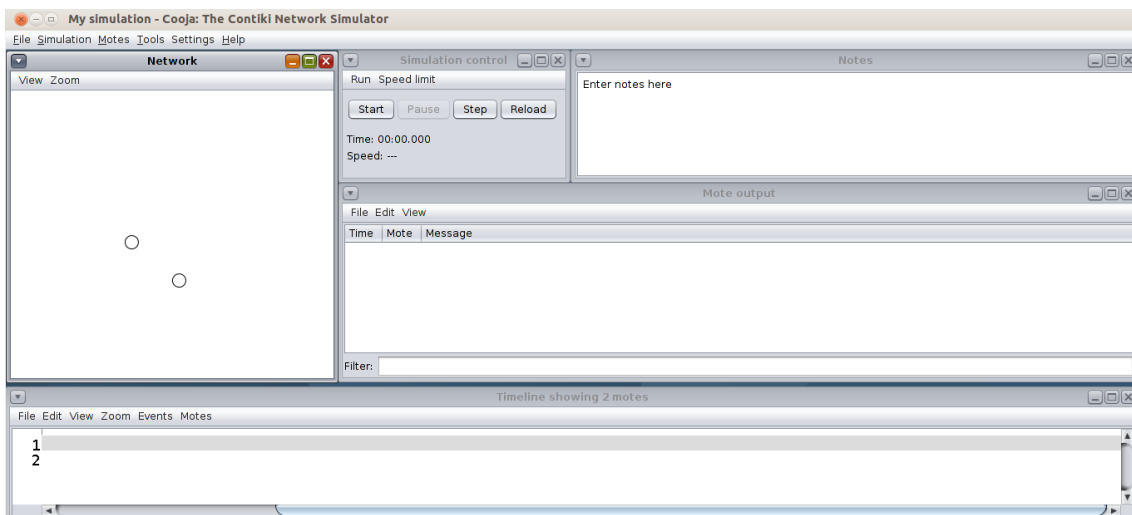 My simulation - Cooja: The Contiki Network Simulator
File Simulation Motes Tools Settings Help
Network
View Zoom
Simulation control
Run Speed limit
Start Pause Step Reload
Time: 00:00.000
Speed: ---
Notes
Enter notes here
Mote output
File Edit View
Time Mote Message
Filter:
Timeline showing 2 motes
File Edit View Zoom Events Motes
1
2